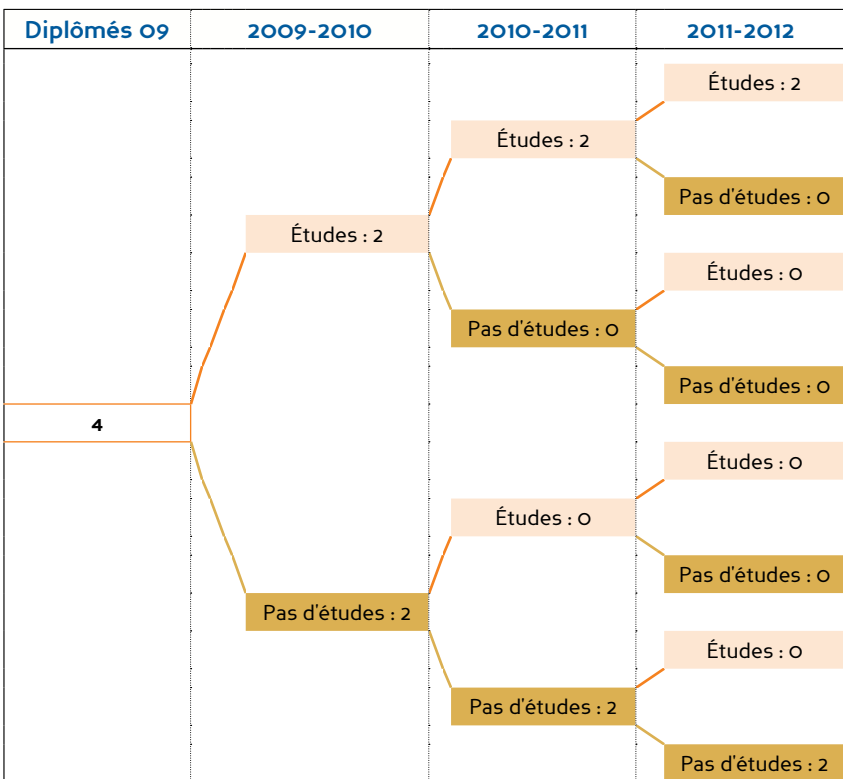 Diplômés 09 2009-2010 2010-2011 2011-2012
Études : 2
Études : 2
Pas d'études : 0
Études : 2
Études : 0
Pas d'études : 0
Pas d'études : 0
4
Études : 0
Études : 0
Pas d'études : 0
Pas d'études : 2
Études : 0
Pas d'études : 2
Pas d'études : 2